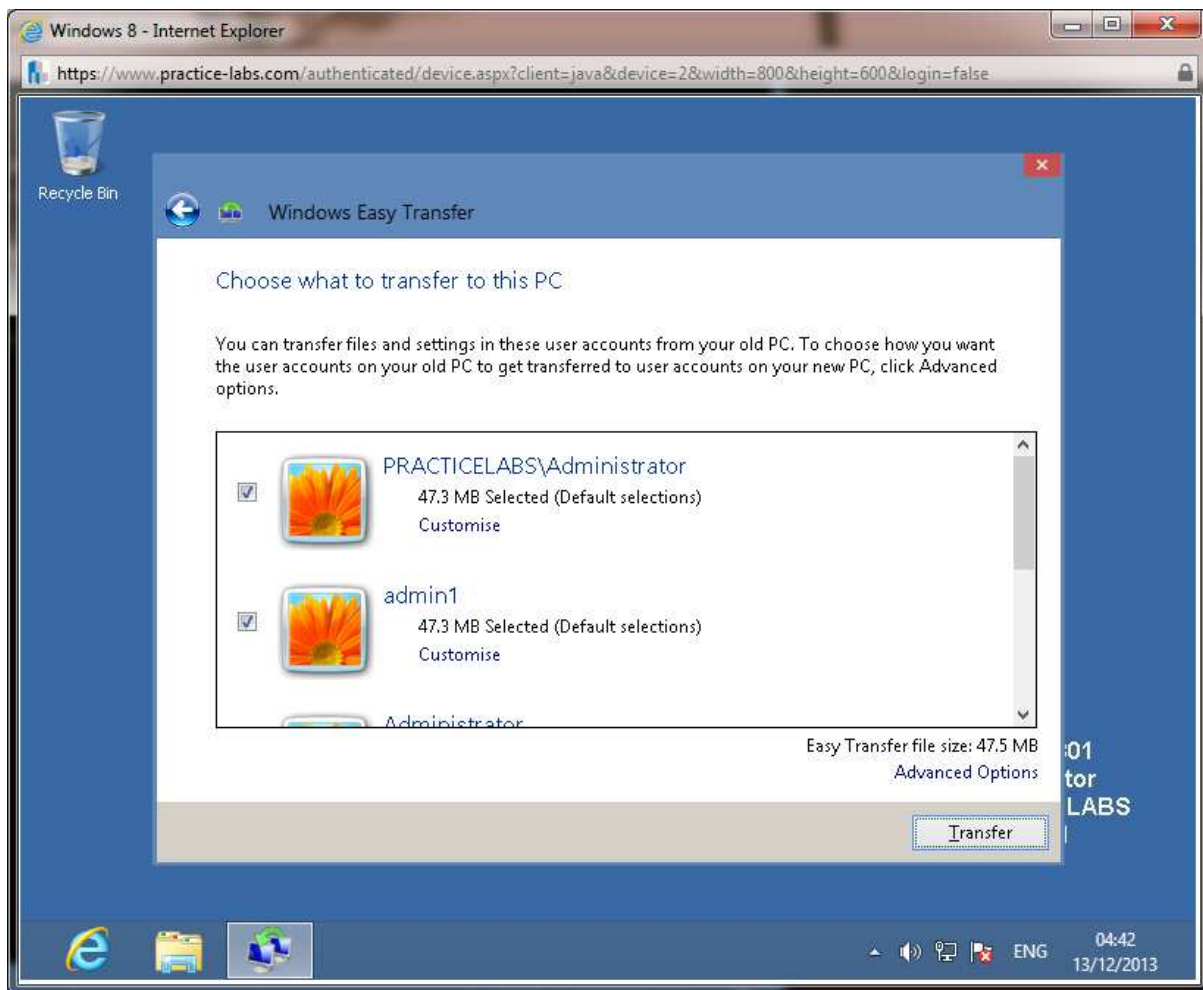 Windows 8 - Internet Explorer
https://www.practice-labs.com/authenticated/device.aspx?client=java&device=2&width=800&height=600&login=false
Recycle Bin
Windows Easy Transfer
Choose what to transfer to this PC
You can transfer files and settings in these user accounts from your old PC. To choose how you want
the user accounts on your old PC to get transferred to user accounts on your new PC, click Advanced
options.
PRACTICELABS\Administrator
47.3 MB Selected (Default selections)
Customise
admin1
47.3 MB Selected (Default selections)
Customise
Administrator
Easy Transfer file size: 47.5 MB
Advanced Options
01
tor
LABS
Transfer
ENG
04:42
13/12/2013